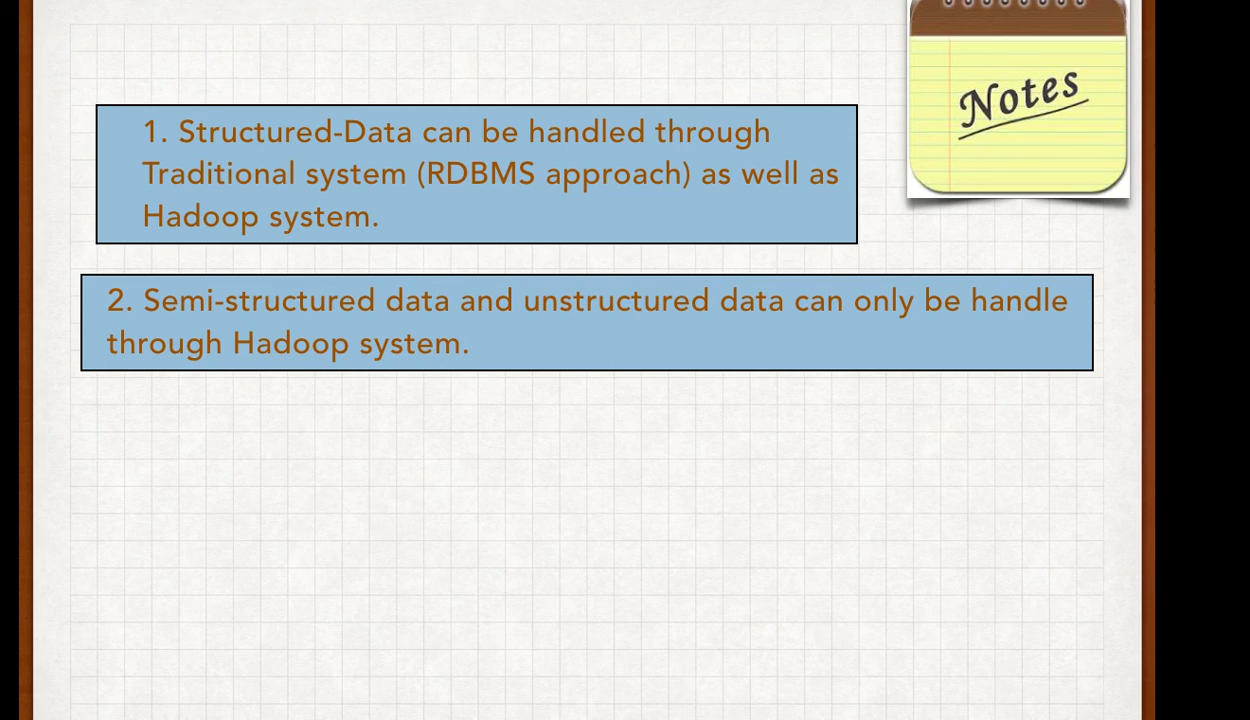 Notes
1. Structured-Data can be handled through
Traditional system (RDBMS approach) as well as
Hadoop system.
2. Semi-structured data and unstructured data can only be handle
through Hadoop system.